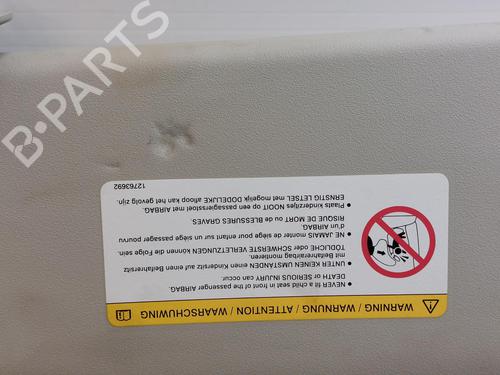 B-PARTS
WARNING / WARNUNG / ATTENTION / WAARSCHUWING
• NEVER fit a child seat in front of the passenger AIRBAG.
DEATH or SERIOUS INJURY can occur.
• UNTER KEINEN UMSTÄNDEN einen Kindersitz auf einen Beifahrersitz
mit Beifahrerairbag montieren.
TÖDLICHE oder SCHWERSTE VERLETZUNGEN können die Folge sein.
• NE JAMAIS monter de siège pour enfant sur un siège passager pourvu
d'un AIRBAG.
RISQUE DE MORT ou de BLESSURES GRAVES.
• Plaats kinderzitjes NOOIT op een passagiersstoel met AIRBAG.
ERNSTIG LETSEL met mogelijk DODELIJKE afloop kan het gevolg zijn.
12763692